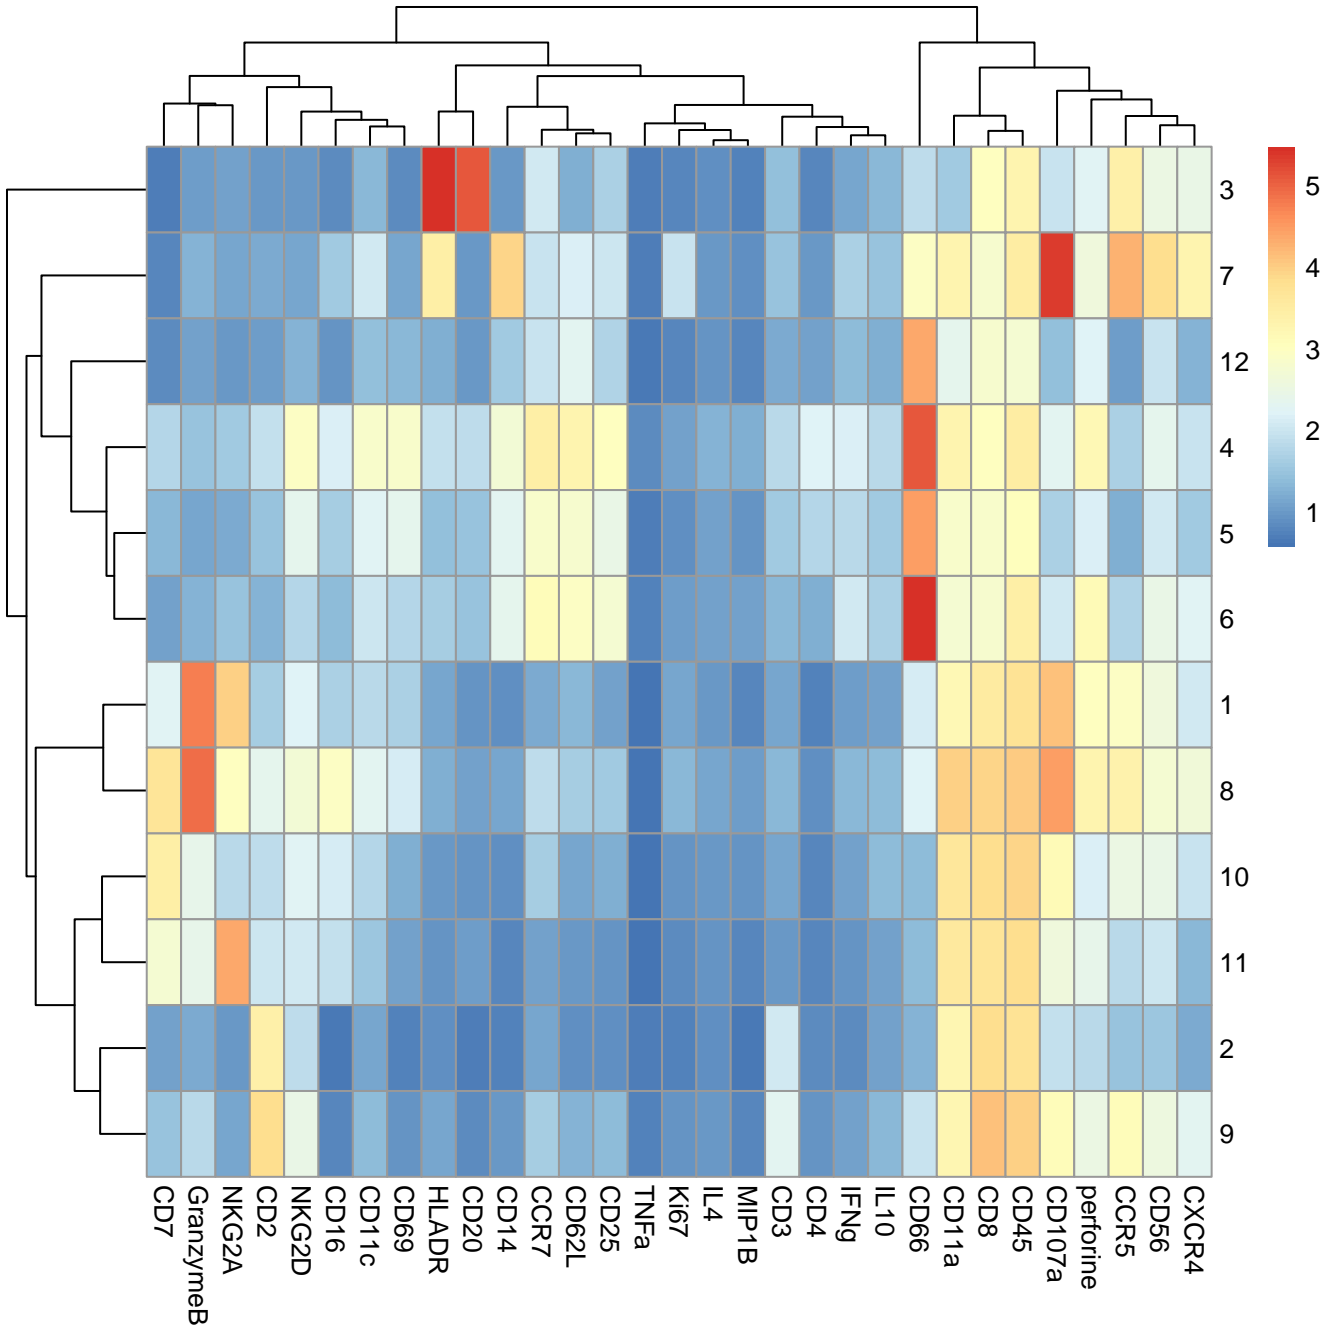 3
7
12
4
5
6
1
8
10
11
2
9
5
4
3
2
1
CD7
GranzymeB
NKG2A
CD2
NKG2D
CD16
CD11c
CD69
HLADR
CD20
CD14
CCR7
CD62L
CD25
TNFa
Ki67
IL4
MIP1B
CD3
CD4
IFNg
IL10
CD66
CD11a
CD8
CD45
CD107a
perforine
CCR5
CD56
CXCR4